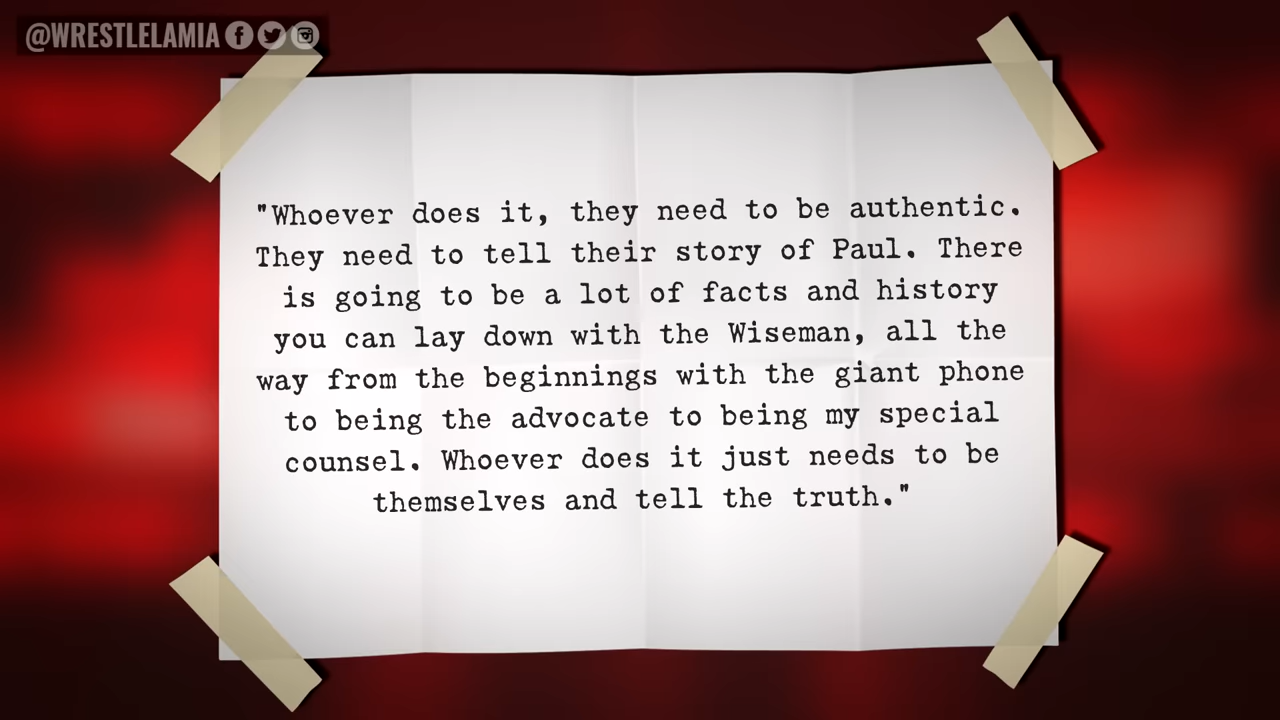 @WRESTLELAMIA
"Whoever does it, they need to be authentic.
They need to tell their story of Paul. There
is going to be a lot of facts and history
you can lay down with the Wiseman, all the
way from the beginnings with the giant phone
to being the advocate to being my special
counsel. Whoever does it just needs to be
themselves and tell the truth."